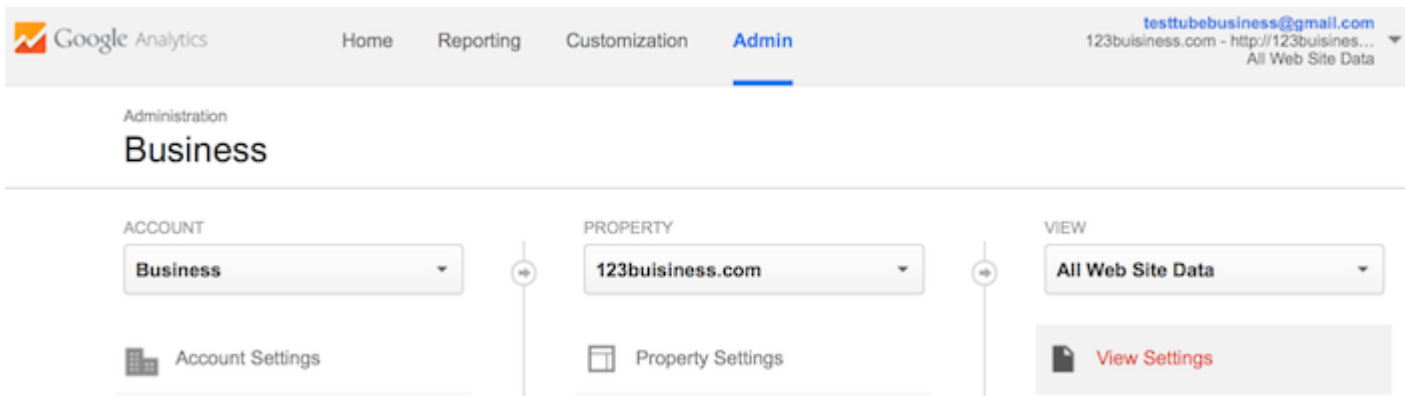 Google Analytics Home Reporting Customization Admin
testtubebusiness@gmail.com
123buisiness.com - http://123buisines...
All Web Site Data
Administration
Business
ACCOUNT PROPERTY VIEW
Business 123buisiness.com All Web Site Data
Account Settings Property Settings View Settings